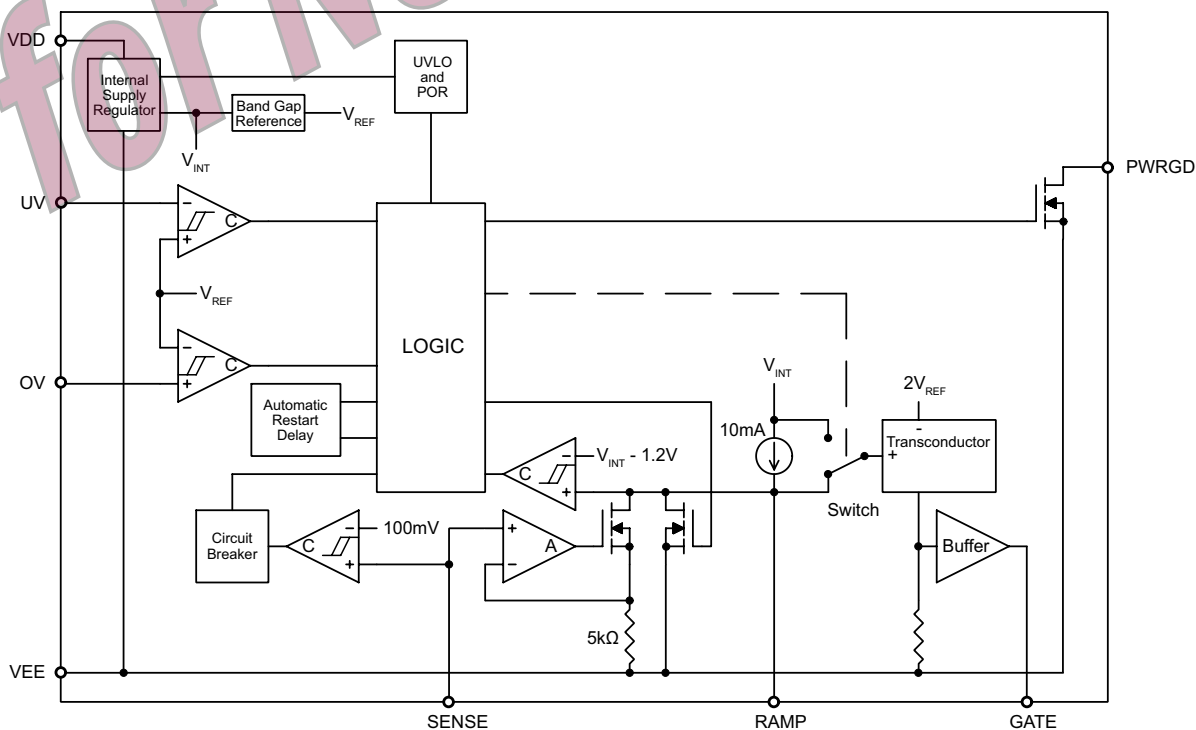 for N
VDD
Internal
Supply
Regulator
UVLO
and
POR
Band Gap
Reference
VREF
VINT
PWRGD
UV
-
C
+
VREF
-
C
+
OV
LOGIC
Automatic
Restart
Delay
VINT
2VREF
10mA
-
Transconductor
+
VINT - 1.2V
-
C
+
Switch
Circuit
Breaker
C
-
100mV
+
+
A
-
Buffer
5kΩ
VEE
SENSE
RAMP
GATE